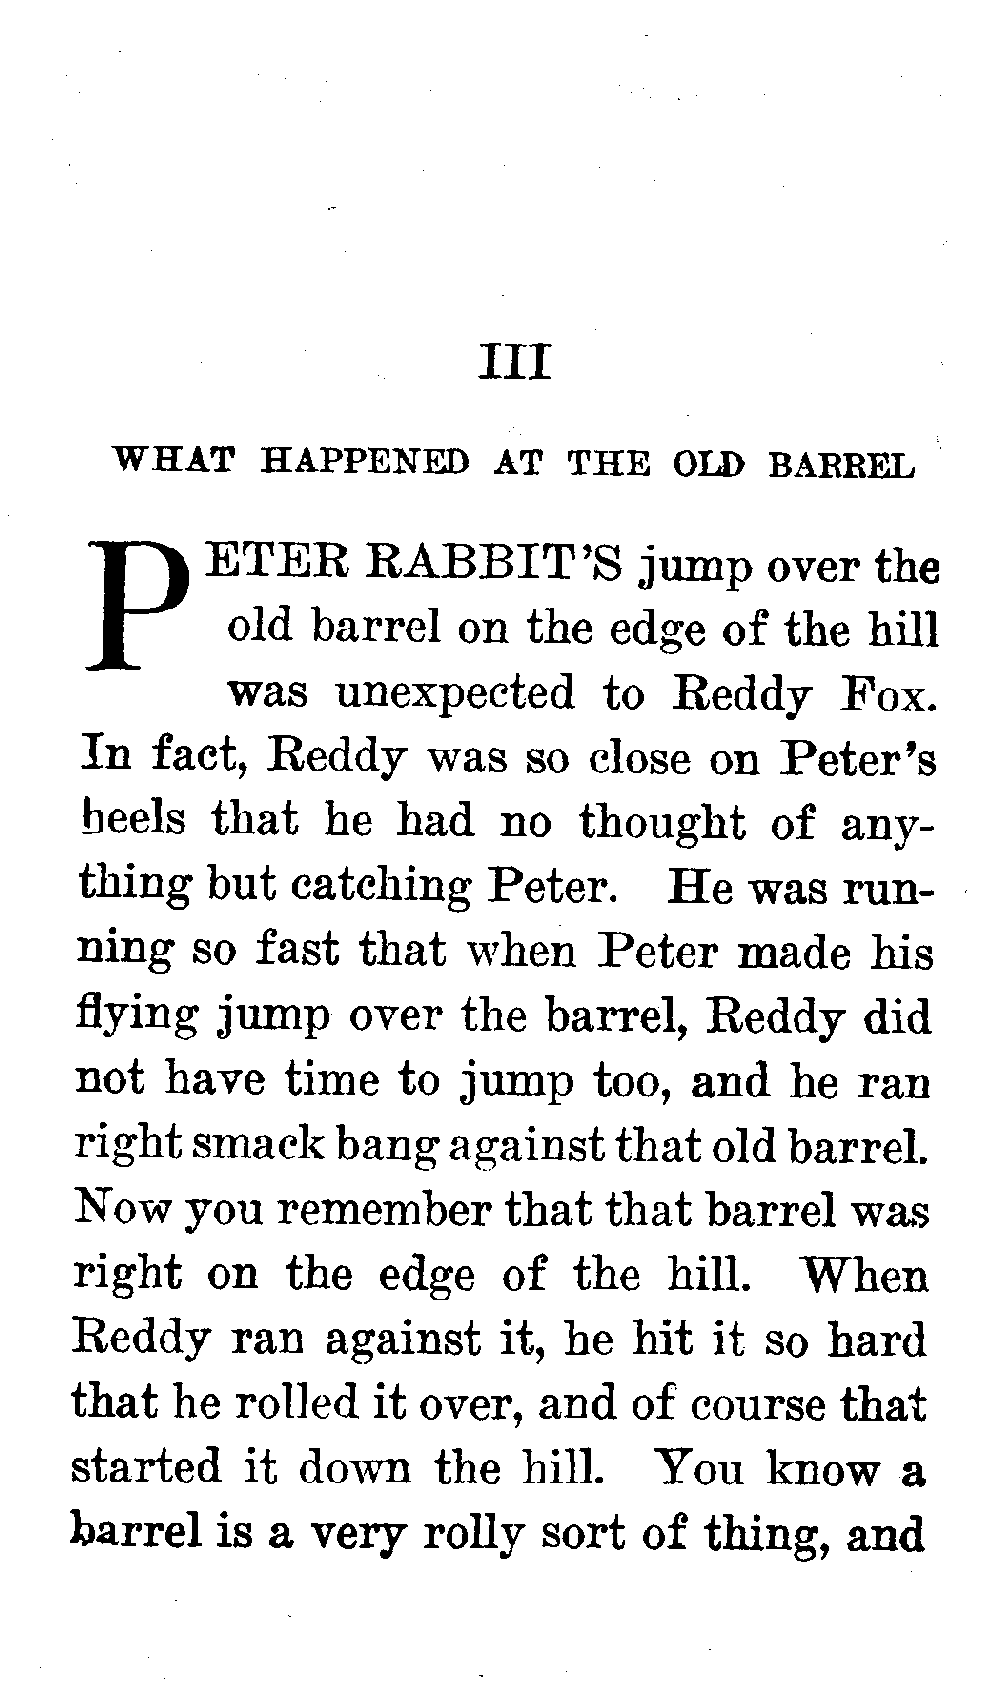 III
WHAT HAPPENED AT THE OLD BARREL
PETER RABBIT'S jump over the
old barrel on the edge of the hill
was unexpected to Reddy Fox.
In fact, Reddy was so close on Peter's
heels that he had no thought of any-
thing but catching Peter. He was run-
ning so fast that when Peter made his
flying jump over the barrel, Reddy did
not have time to jump too, and he ran
right smack bang against that old barrel.
Now you remember that that barrel was
right on the edge of the hill. When
Reddy ran against it, he hit it so hard
that he rolled it over, and of course that
started it down the hill. You know a
barrel is a very rolly sort of thing, and